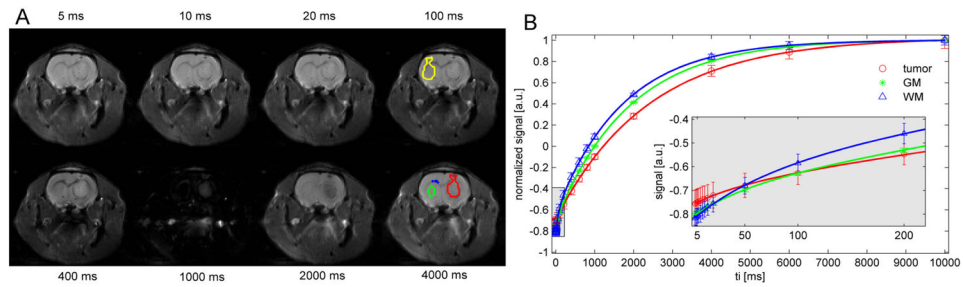 A
5 ms
10 ms
20 ms
100 ms
400 ms
1000 ms
2000 ms
4000 ms
B
normalized signal [a.u.]
1
0.8
0.6
0.4
0.2
0
-0.2
-0.4
-0.6
-0.8
-1
0 1000 2000 3000 4000 5000 6000 7000 8000 9000 10000
ti [ms]
tumor
GM
WM
signal [a.u.]
-0.4
-0.5
-0.6
-0.7
-0.8
5 50 100 200